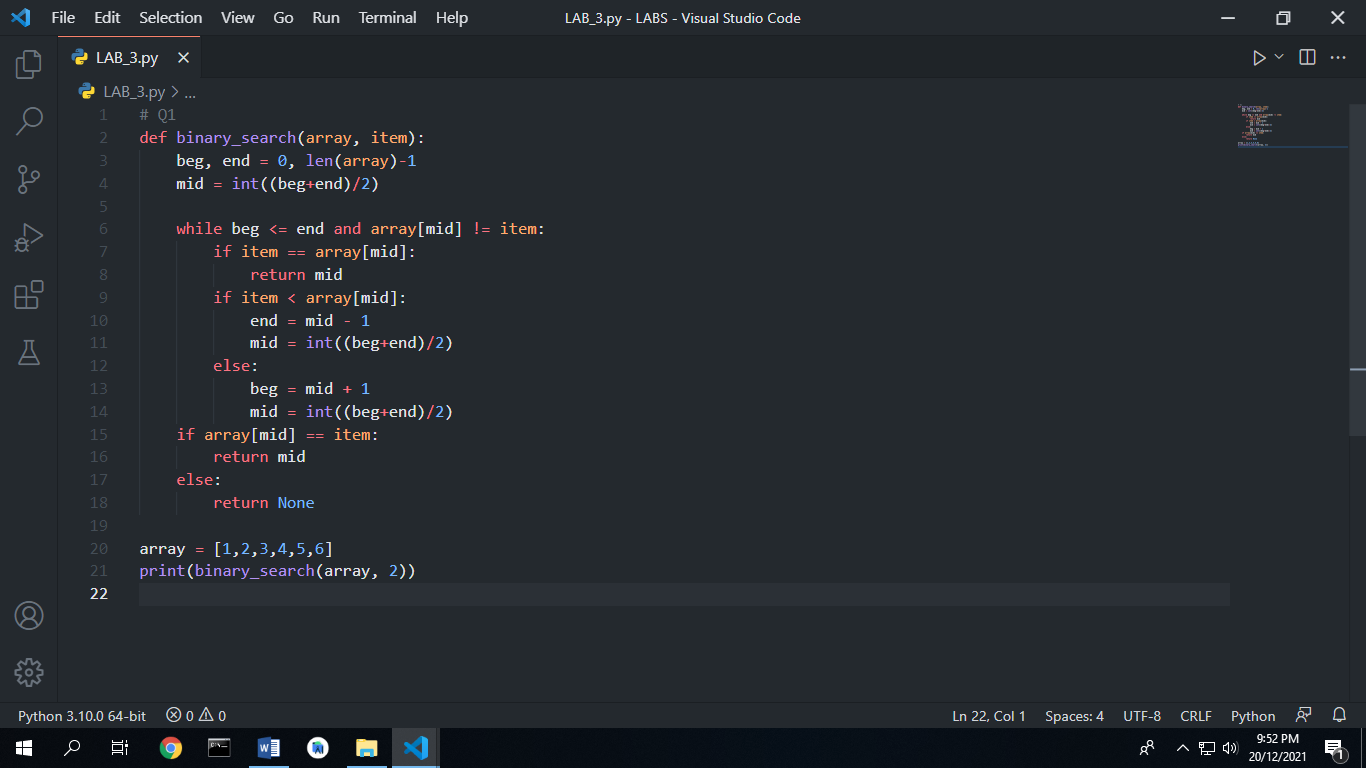 File Edit Selection View Go Run Terminal Help LAB_3.py - LABS - Visual Studio Code
LAB_3.py
LAB_3.py > ...
1 # Q1
2 def binary_search(array, item):
3     beg, end = 0, len(array)-1
4     mid = int((beg+end)/2)
5
6     while beg <= end and array[mid] != item:
7         if item == array[mid]:
8             return mid
9         if item < array[mid]:
10             end = mid - 1
11             mid = int((beg+end)/2)
12         else:
13             beg = mid + 1
14             mid = int((beg+end)/2)
15     if array[mid] == item:
16         return mid
17     else:
18         return None
19
20 array = [1,2,3,4,5,6]
21 print(binary_search(array, 2))
22
Python 3.10.0 64-bit 0 0 Ln 22, Col 1 Spaces: 4 UTF-8 CRLF Python
9:52 PM
20/12/2021
1